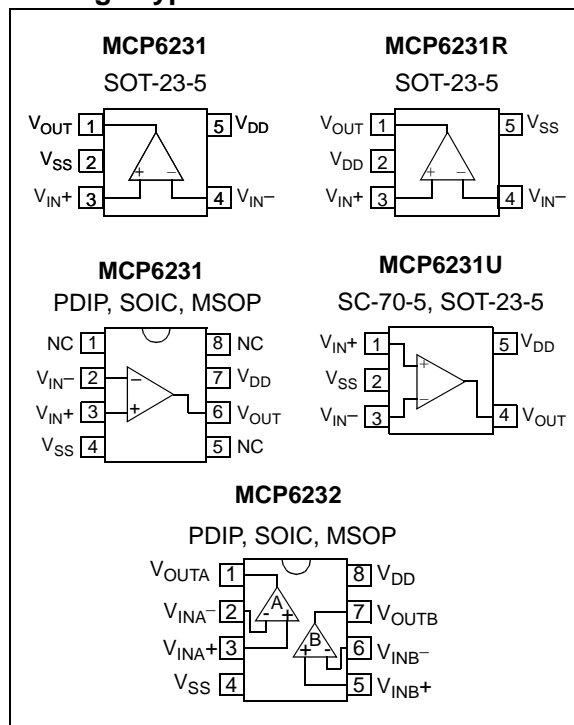 MCP6231
SOT-23-5
VOUT 1 5 VDD
VSS 2
VIN+ 3 + – 4 VIN–
MCP6231R
SOT-23-5
VOUT 1 5 VSS
VDD 2
VIN+ 3 + – 4 VIN–
MCP6231
PDIP, SOIC, MSOP
NC 1 8 NC
VIN– 2 – 7 VDD
VIN+ 3 + 6 VOUT
VSS 4 5 NC
MCP6231U
SC-70-5, SOT-23-5
VIN+ 1 + 5 VDD
VSS 2
VIN– 3 – 4 VOUT
MCP6232
PDIP, SOIC, MSOP
VOUTA 1 A 8 VDD
VINA– 2 - + 7 VOUTB
VINA+ 3 B 6 VINB–
VSS 4 + - 5 VINB+